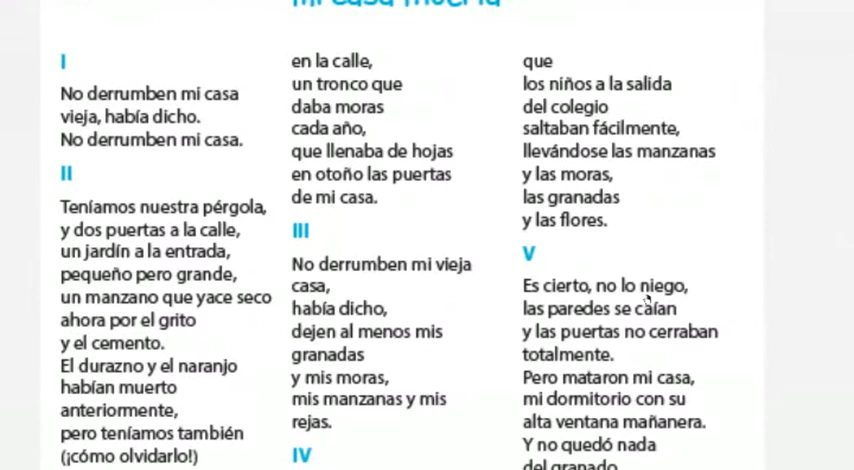 mi casa muerta
I
No derrumben mi casa
vieja, había dicho.
No derrumben mi casa.
II
Teníamos nuestra pérgola,
y dos puertas a la calle,
un jardín a la entrada,
pequeño pero grande,
un manzano que yace seco
ahora por el grito
y el cemento.
El durazno y el naranjo
habían muerto
anteriormente,
pero teníamos también
(¡cómo olvidarlo!)
en la calle,
un tronco que
daba moras
cada año,
que llenaba de hojas
en otoño las puertas
de mi casa.
III
No derrumben mi vieja
casa,
había dicho,
dejen al menos mis
granadas
y mis moras,
mis manzanas y mis
rejas.
IV
que
los niños a la salida
del colegio
saltaban fácilmente,
llevándose las manzanas
y las moras,
las granadas
y las flores.
V
Es cierto, no lo niego,
las paredes se caían
y las puertas no cerraban
totalmente.
Pero mataron mi casa,
mi dormitorio con su
alta ventana mañanera.
Y no quedó nada
del granado